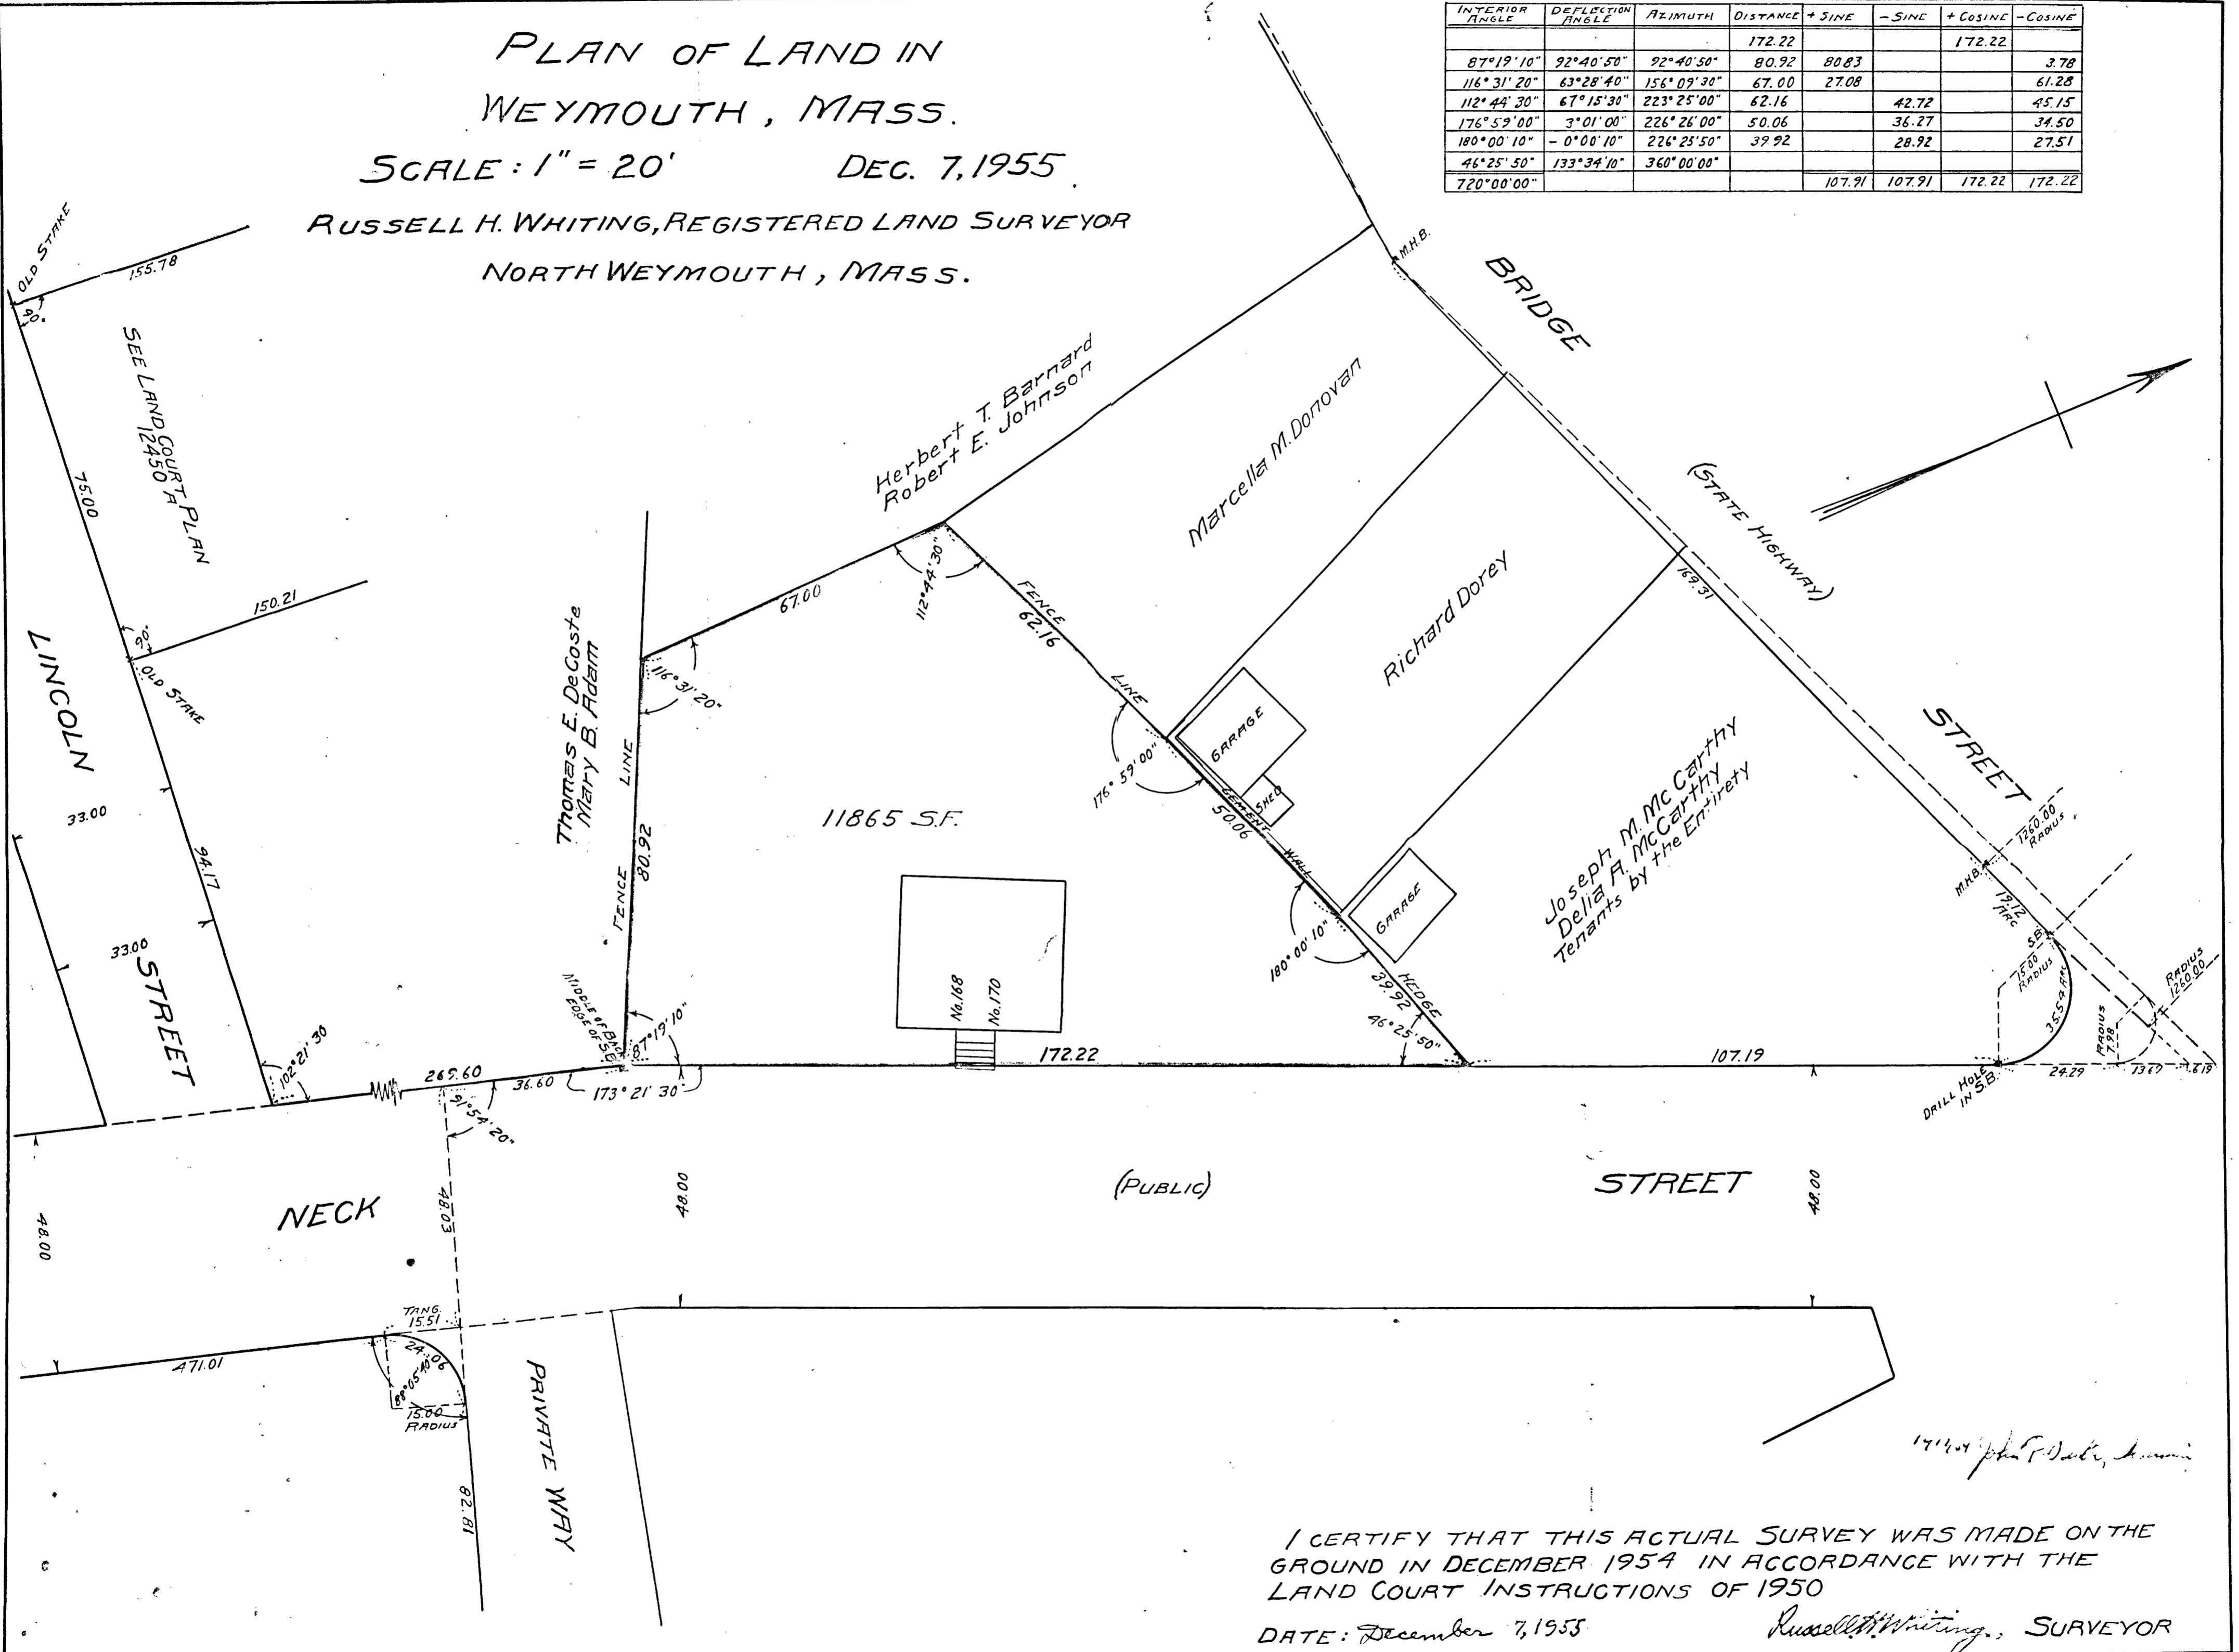 PLAN OF LAND IN
WEYMOUTH, MASS.
SCALE: 1" = 20' DEC. 7, 1955
RUSSELL H. WHITING, REGISTERED LAND SURVEYOR
NORTH WEYMOUTH, MASS.
INTERIOR ANGLE DEFLECTION ANGLE AZIMUTH DISTANCE + SINE - SINE + COSINE - COSINE
172.22 172.22
87°19'10" 92°40'50" 92°40'50" 80.92 80.83 3.78
116°31'20" 63°28'40" 156°09'30" 67.00 27.08 61.28
112°44'30" 67°15'30" 223°25'00" 62.16 42.72 45.15
176°59'00" 3°01'00" 226°26'00" 50.06 36.27 34.50
180°00'10" - 0°00'10" 226°25'50" 39.92 28.92 27.51
46°25'50" 133°34'10" 360°00'00"
720°00'00" 107.91 107.91 172.22 172.22
OLD STAKE
155.78
90°
SEE LAND COURT PLAN
12450 A
75.00
150.21
90°
OLD STAKE
LINCOLN
STREET
33.00
33.00
94.17
102°21'30
Thomas E. DeCoste
Mary B. Adam
FENCE LINE
80.92
Herbert T. Barnard
Robert E. Johnson
67.00
116°31'20"
112°44'30"
FENCE
62.16
LINE
176°59'00"
M.H.B.
BRIDGE
STREET
(STATE HIGHWAY)
169.31
Marcella M. Donovan
Richard Dorey
GARAGE
SHED
CEMENT
WALL
50.06
GARAGE
180°00'10"
HEDGE
39.92
46°25'50"
Joseph M. McCarthy
Delia A. McCarthy
Tenants by the Entirety
1260.00
RADIUS
M.H.B.
19.12
ARC
S.B.
15.00
RADIUS
35.54 ARC
RADIUS
7.98
RADIUS
1260.00
11865 S.F.
No.168
No.170
MIDDLE OF BACK
EDGE OF S.B.
87°19'10"
172.22
107.19
DRILL HOLE
IN S.B.
24.29
13.67
6.19
269.60
36.60
173°21'30"
91°54'20"
48.03
NECK
(PUBLIC)
STREET
48.00
48.00
48.00
TANG.
15.51
24.06
88°05'40"
15.00
RADIUS
471.01
82.81
PRIVATE WAY
I CERTIFY THAT THIS ACTUAL SURVEY WAS MADE ON THE
GROUND IN DECEMBER 1954 IN ACCORDANCE WITH THE
LAND COURT INSTRUCTIONS OF 1950
DATE: December 7, 1955 Russell H. Whiting, SURVEYOR